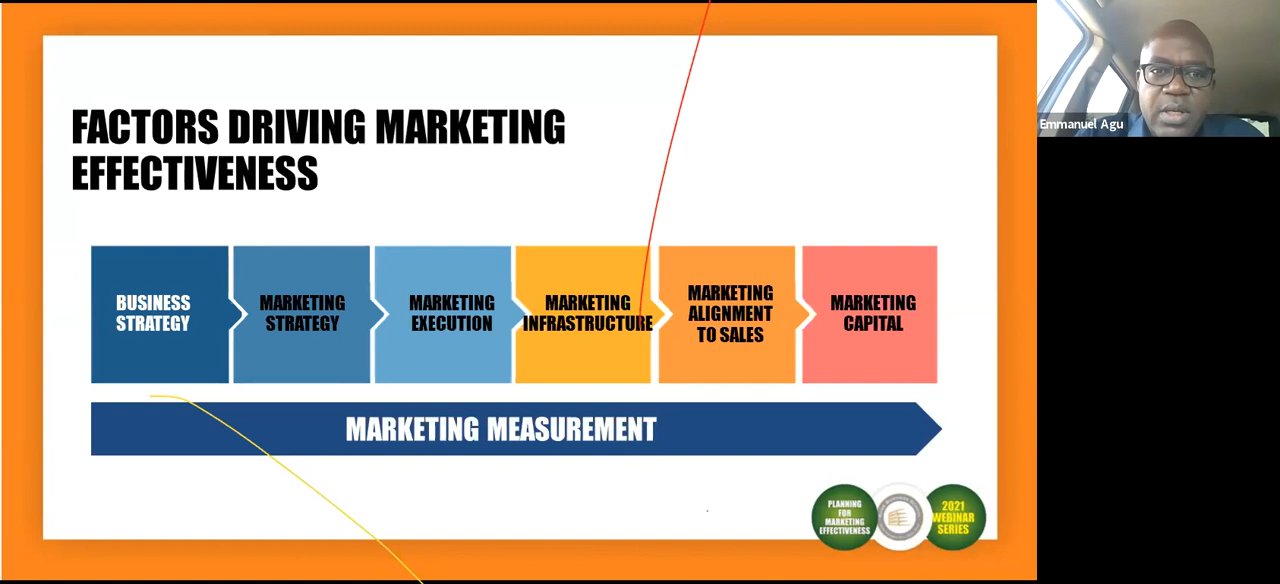 FACTORS DRIVING MARKETING
EFFECTIVENESS
BUSINESS
STRATEGY
MARKETING
STRATEGY
MARKETING
EXECUTION
MARKETING
INFRASTRUCTURE
MARKETING
ALIGNMENT
TO SALES
MARKETING
CAPITAL
MARKETING MEASUREMENT
PLANNING
FOR
MARKETING
EFFECTIVENESS
2021
WEBINAR
SERIES
Emmanuel Agu